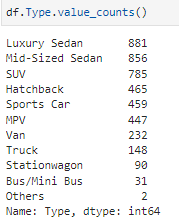 df.Type.value_counts()
Luxury Sedan 881
Mid-Sized Sedan 856
SUV 785
Hatchback 465
Sports Car 459
MPV 447
Van 232
Truck 148
Stationwagon 90
Bus/Mini Bus 31
Others 2
Name: Type, dtype: int64